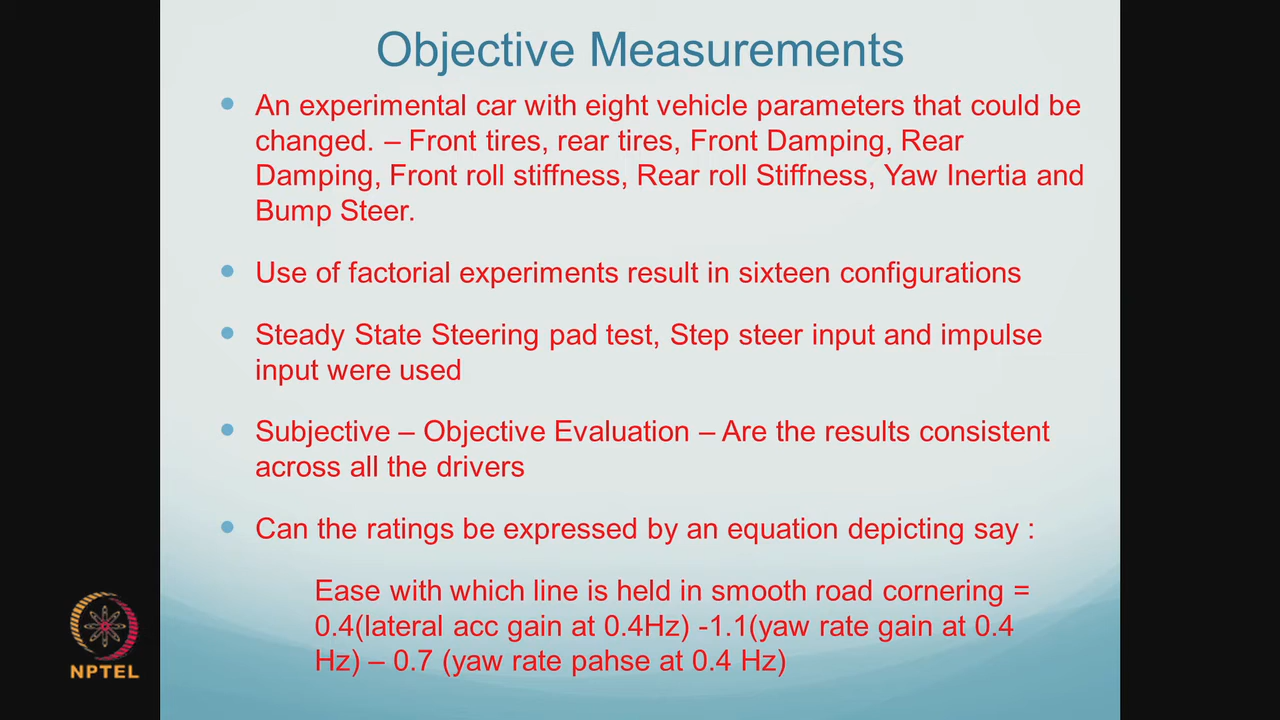 Objective Measurements
An experimental car with eight vehicle parameters that could be
changed. – Front tires, rear tires, Front Damping, Rear
Damping, Front roll stiffness, Rear roll Stiffness, Yaw Inertia and
Bump Steer.
Use of factorial experiments result in sixteen configurations
Steady State Steering pad test, Step steer input and impulse
input were used
Subjective – Objective Evaluation – Are the results consistent
across all the drivers
Can the ratings be expressed by an equation depicting say :
Ease with which line is held in smooth road cornering =
0.4(lateral acc gain at 0.4Hz) -1.1(yaw rate gain at 0.4
Hz) – 0.7 (yaw rate pahse at 0.4 Hz)
NPTEL